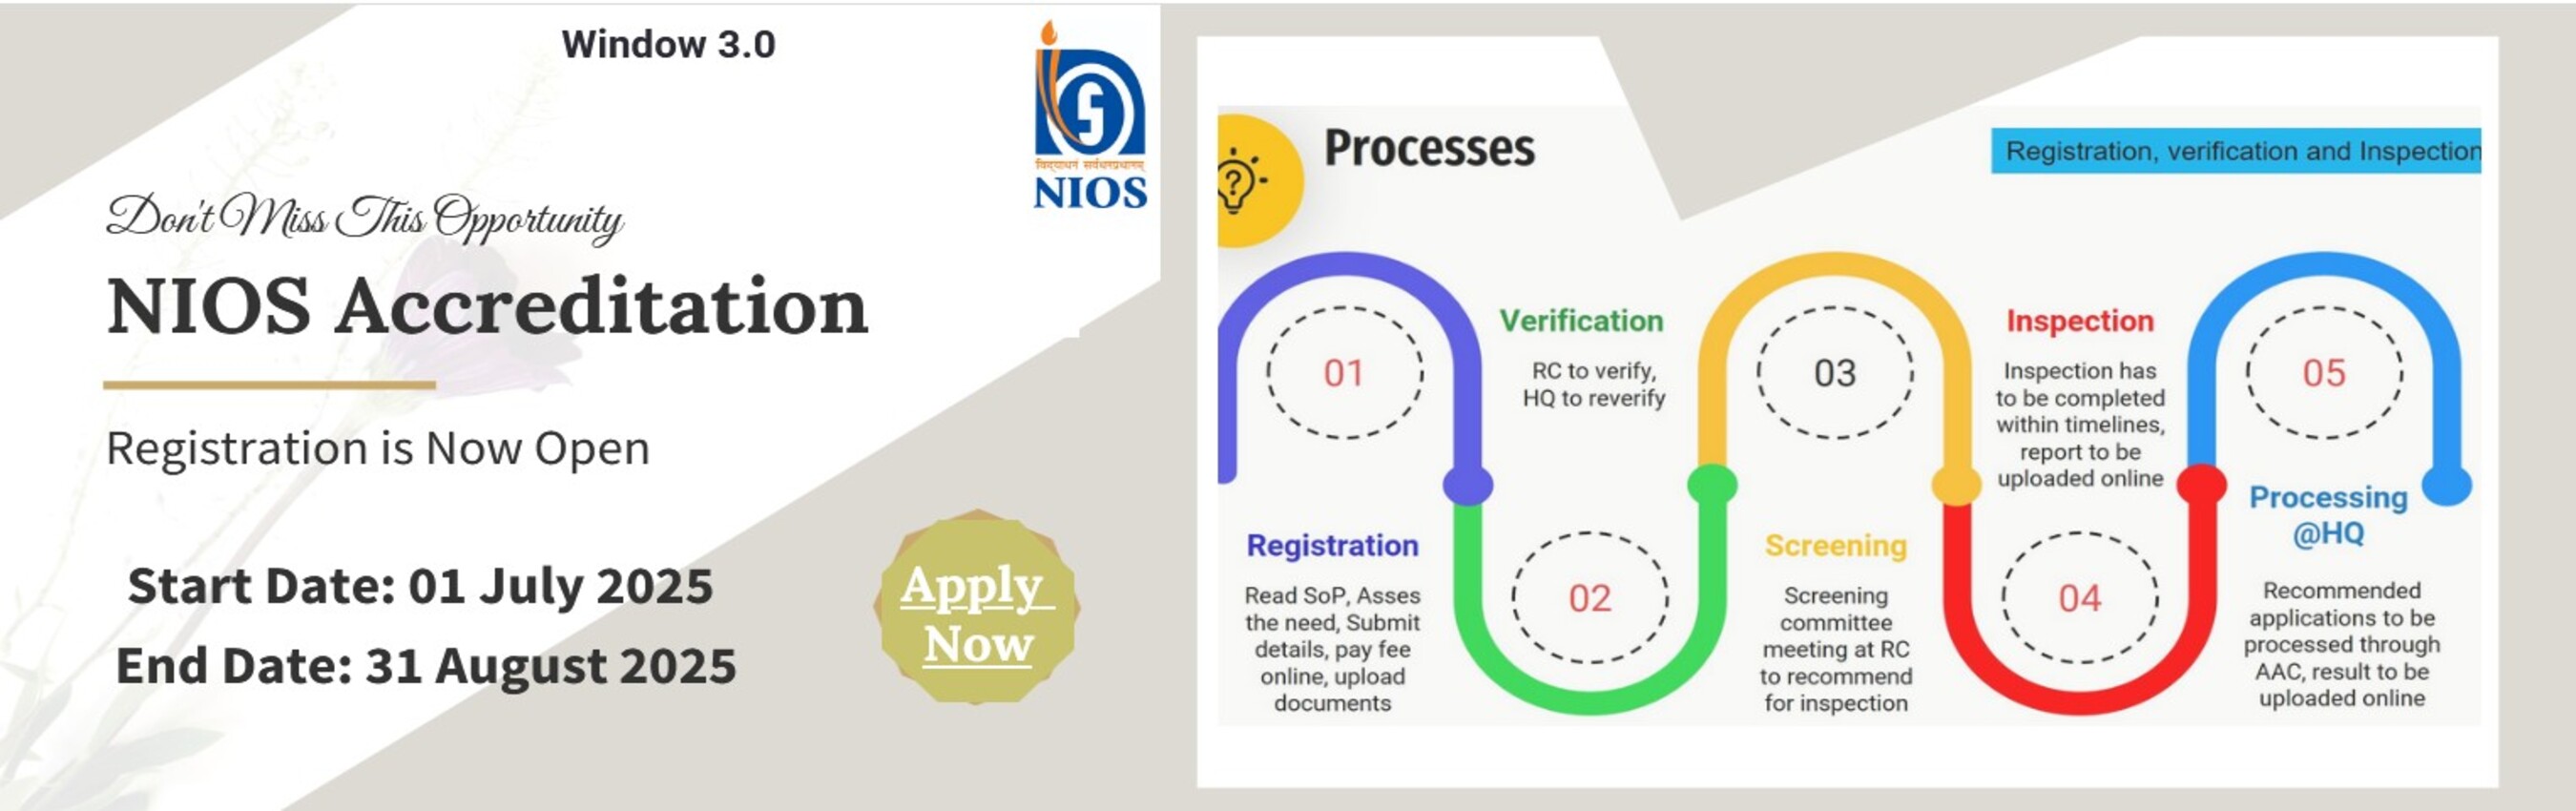 Window 3.0
विद्याधनं सर्वधनप्रधानम्
NIOS
Don't Miss This Opportunity
NIOS Accreditation
Registration is Now Open
Start Date: 01 July 2025
End Date: 31 August 2025
Apply
Now
Processes
Registration, verification and Inspection
01
Registration
Read SoP, Asses
the need, Submit
details, pay fee
online, upload
documents
Verification
RC to verify,
HQ to reverify
02
03
Screening
Screening
committee
meeting at RC
to recommend
for inspection
Inspection
Inspection has
to be completed
within timelines,
report to be
uploaded online
04
05
Processing
@HQ
Recommended
applications to be
processed through
AAC, result to be
uploaded online